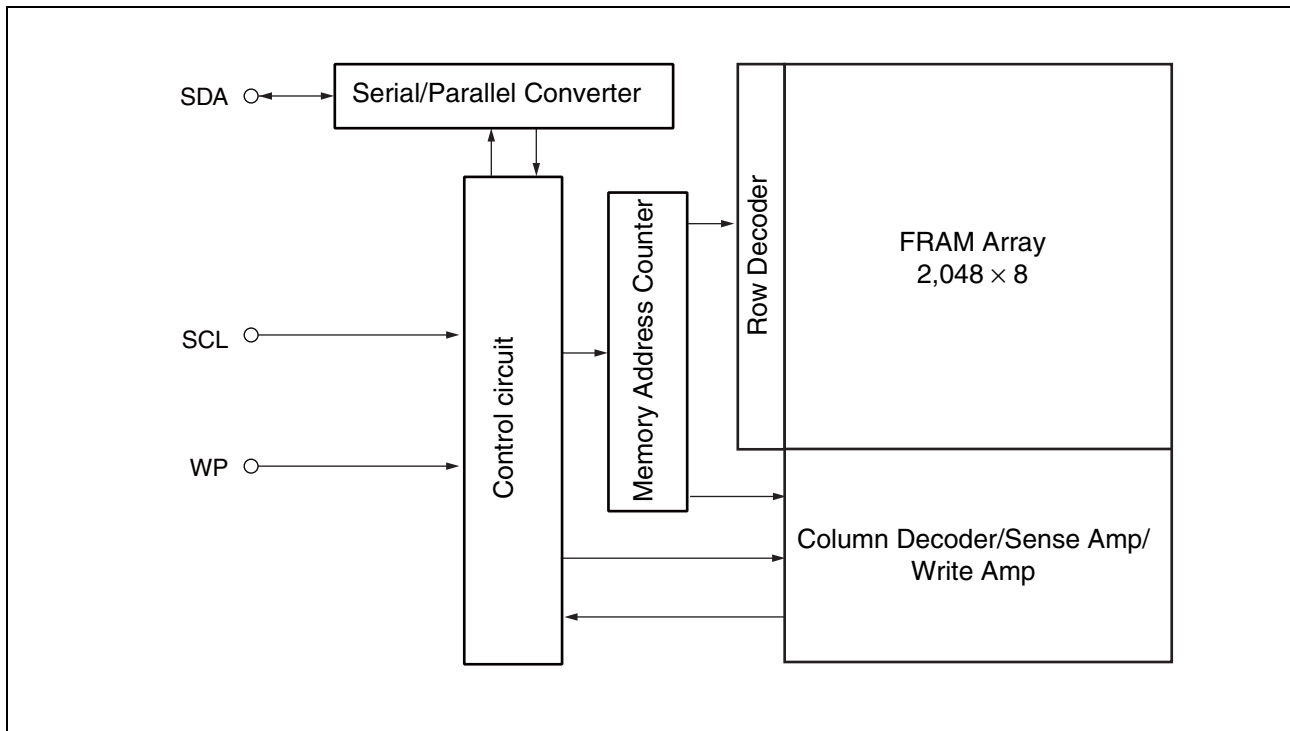 SDA
Serial/Parallel Converter
SCL
WP
Control circuit
Memory Address Counter
Row Decoder
FRAM Array
2,048 × 8
Column Decoder/Sense Amp/
Write Amp